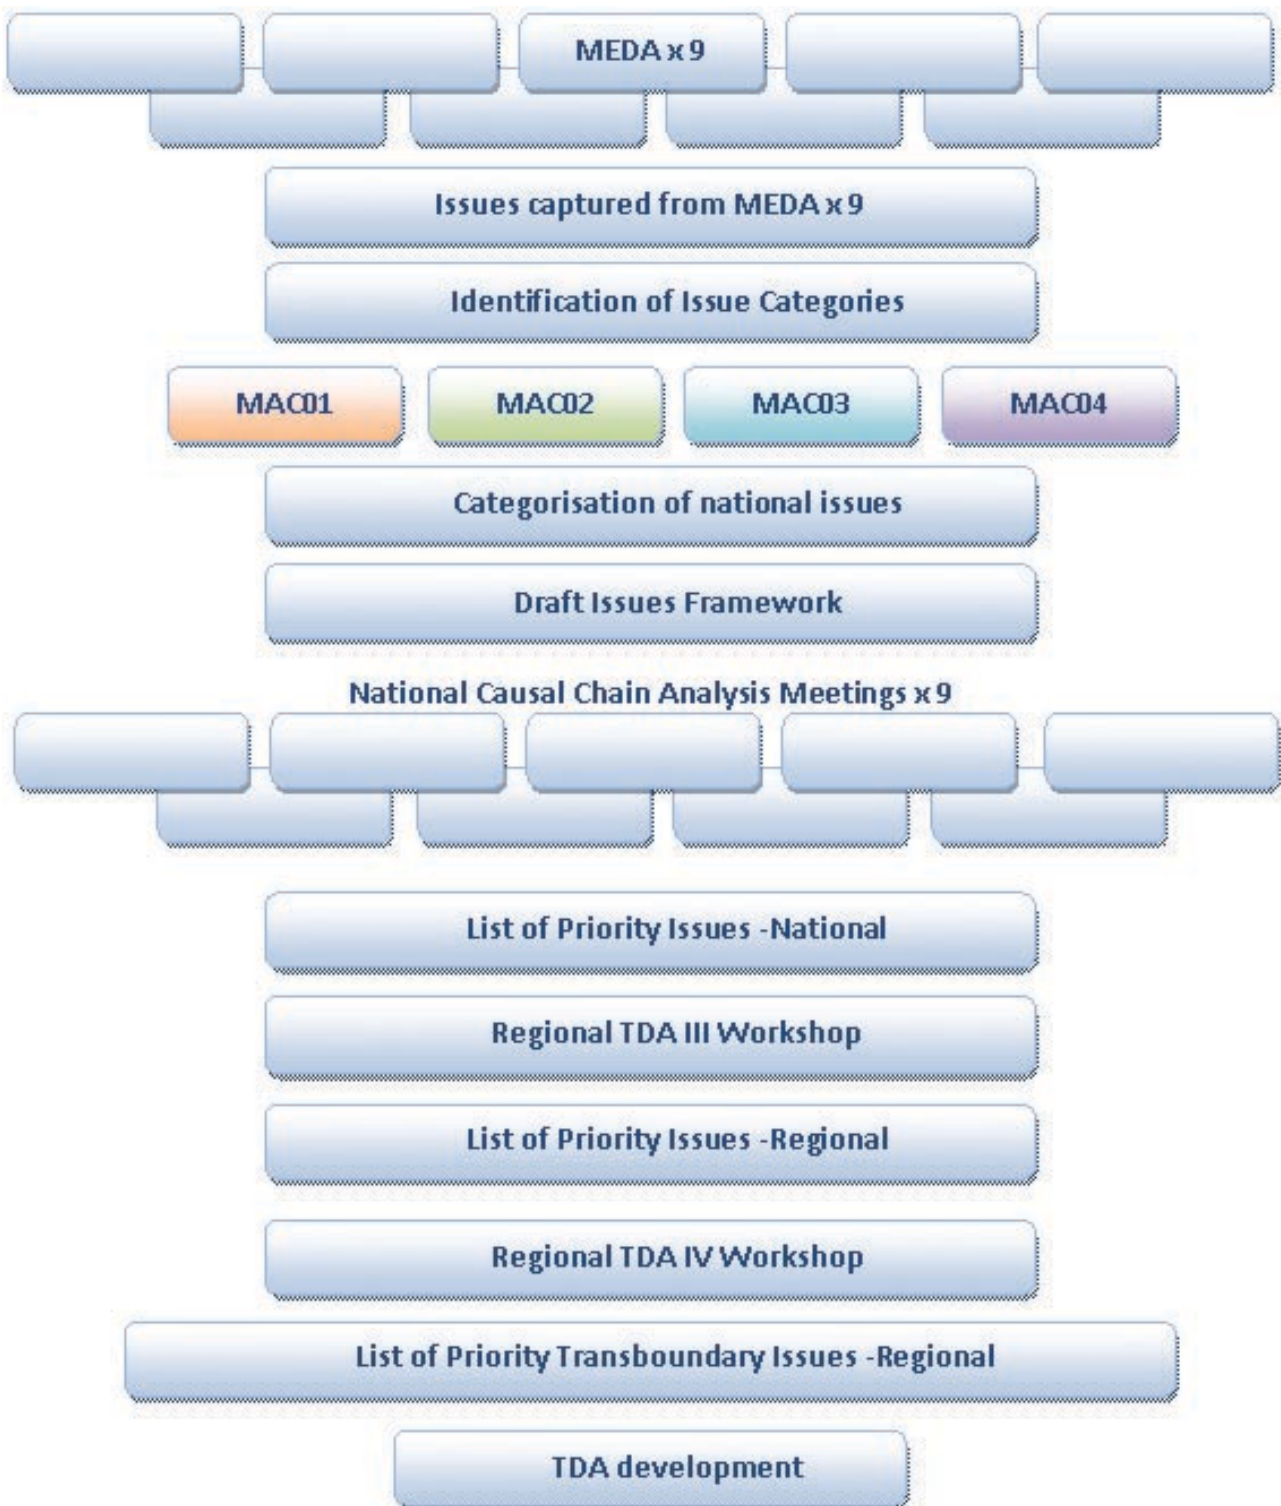 MEDA x 9
Issues captured from MEDA x 9
Identification of Issue Categories
MAC01 MAC02 MAC03 MAC04
Categorisation of national issues
Draft Issues Framework
National Causal Chain Analysis Meetings x 9
List of Priority Issues -National
Regional TDA III Workshop
List of Priority Issues -Regional
Regional TDA IV Workshop
List of Priority Transboundary Issues -Regional
TDA development